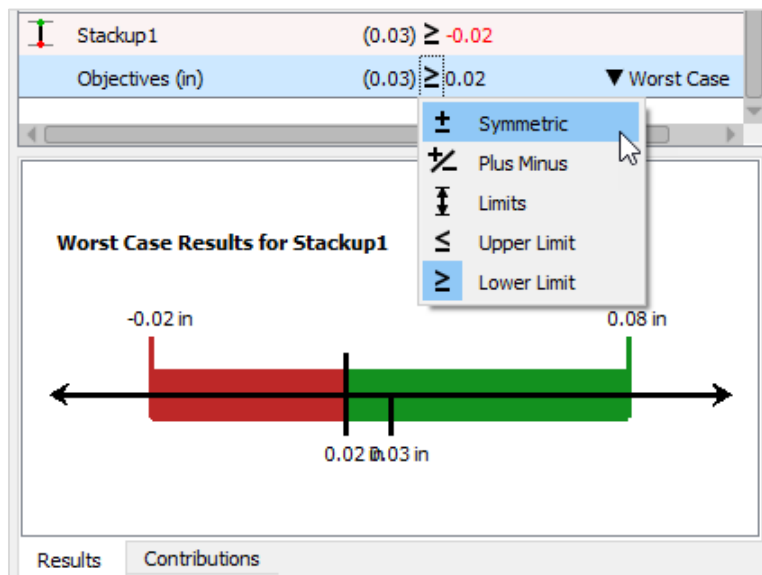 Stackup1 (0.03) ≥ -0.02
Objectives (in) (0.03) ≥ 0.02 ▼ Worst Case
± Symmetric
+/- Plus Minus
Limits
≤ Upper Limit
≥ Lower Limit
Worst Case Results for Stackup1
-0.02 in 0.08 in
0.02 in 0.03 in
Results Contributions